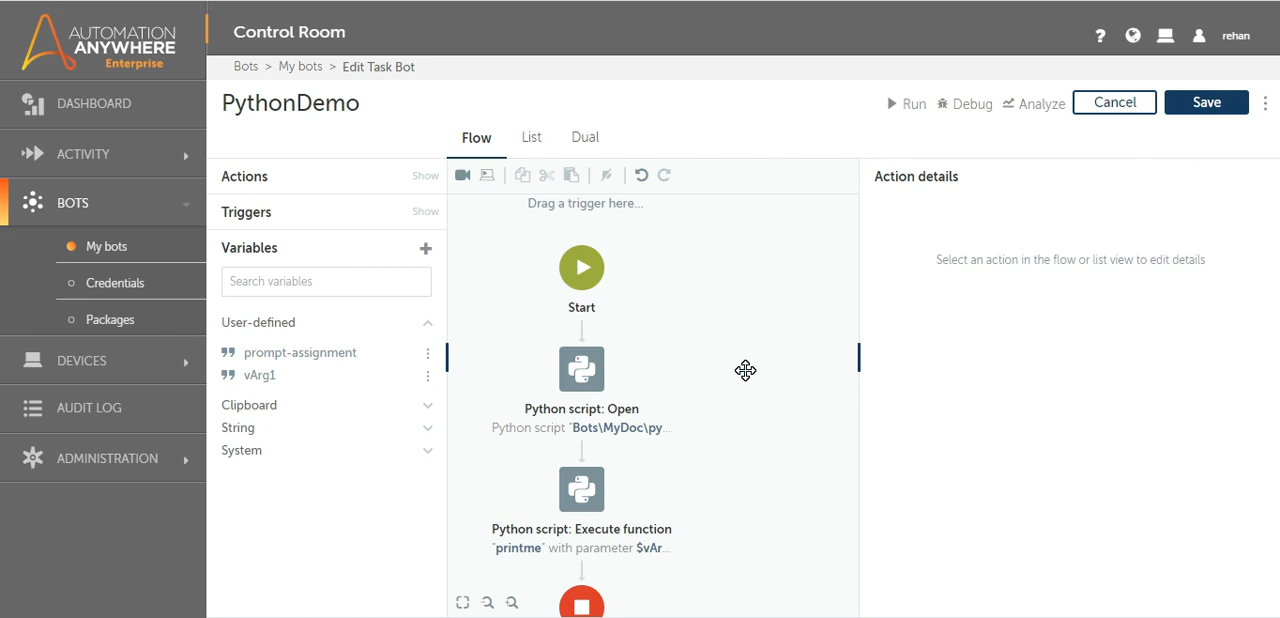 AUTOMATION
ANYWHERE
Enterprise
Control Room
? rehan
Bots > My bots > Edit Task Bot
PythonDemo
Run Debug Analyze Cancel Save
Flow List Dual
DASHBOARD
ACTIVITY
BOTS
My bots
Credentials
Packages
DEVICES
AUDIT LOG
ADMINISTRATION
Actions Show
Triggers Show
Variables +
Search variables
User-defined
prompt-assignment
vArg1
Clipboard
String
System
Drag a trigger here...
Start
Python script: Open
Python script "Bots\MyDoc\py...
Python script: Execute function
"printme" with parameter $vAr...
Action details
Select an action in the flow or list view to edit details